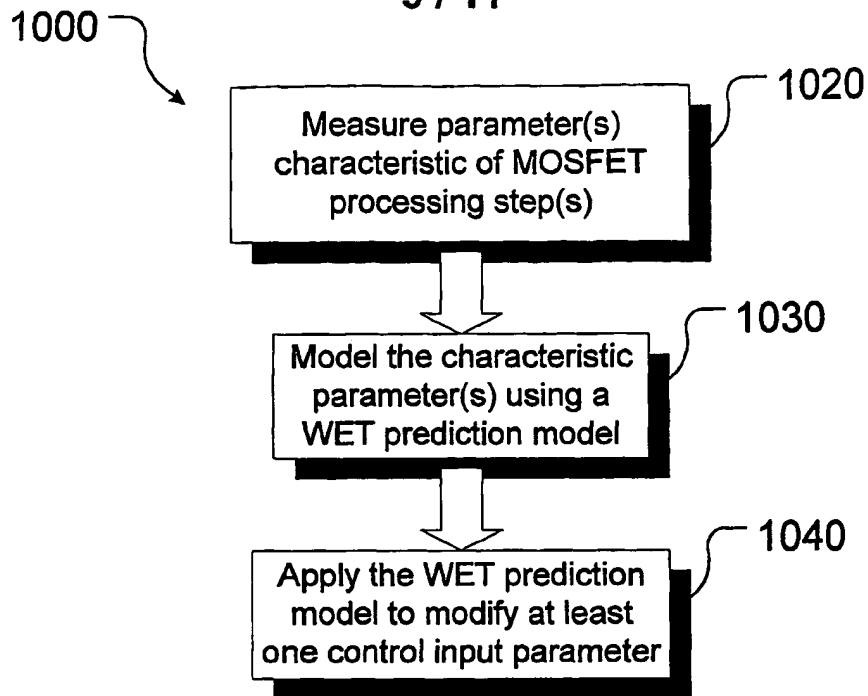 1000
1020
Measure parameter(s)
characteristic of MOSFET
processing step(s)
1030
Model the characteristic
parameter(s) using a
WET prediction model
1040
Apply the WET prediction
model to modify at least
one control input parameter